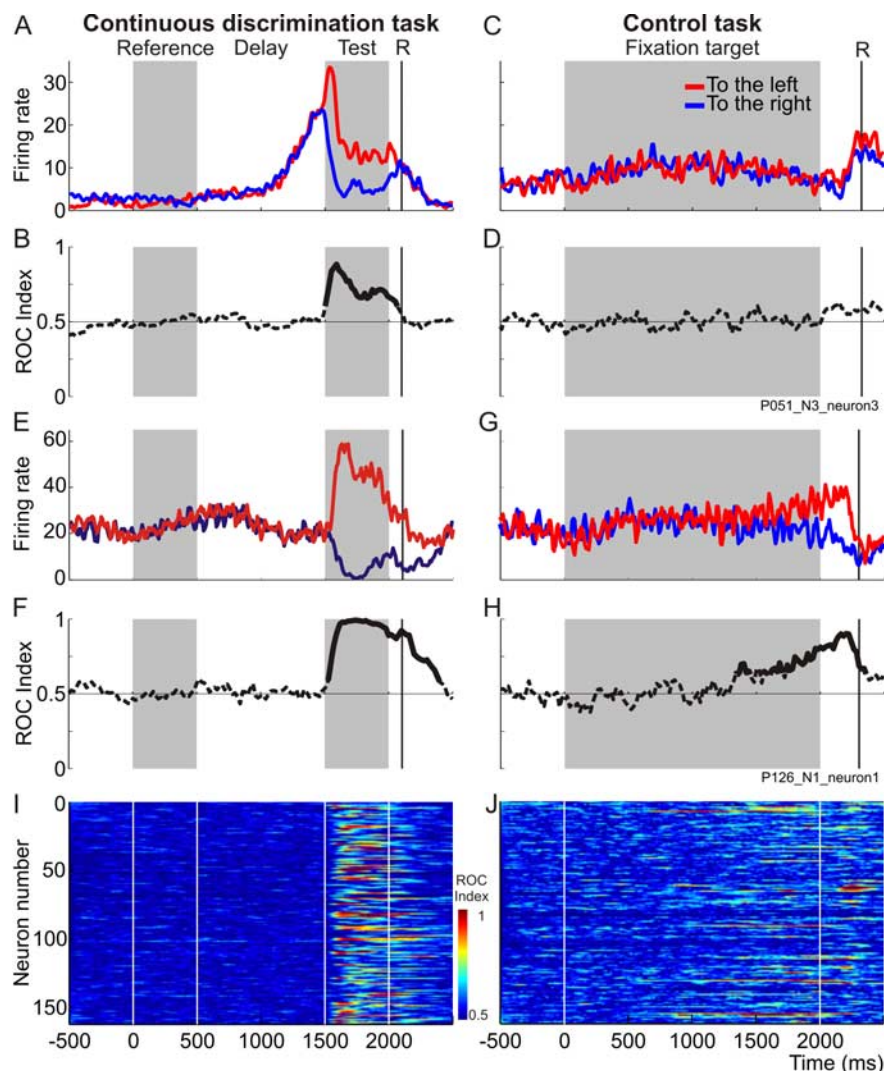 A Continuous discrimination task
Reference Delay Test R
Firing rate
30
20
10
0
C Control task
Fixation target R
To the left
To the right
B
ROC Index
1
0.5
0
D
P051_N3_neuron3
E
Firing rate
60
40
20
0
G
F
ROC Index
1
0.5
0
H
P126_N1_neuron1
I
Neuron number
0
50
100
150
-500 0 500 1000 1500 2000
ROC
Index
1
0.5
J
-500 0 500 1000 1500 2000
Time (ms)